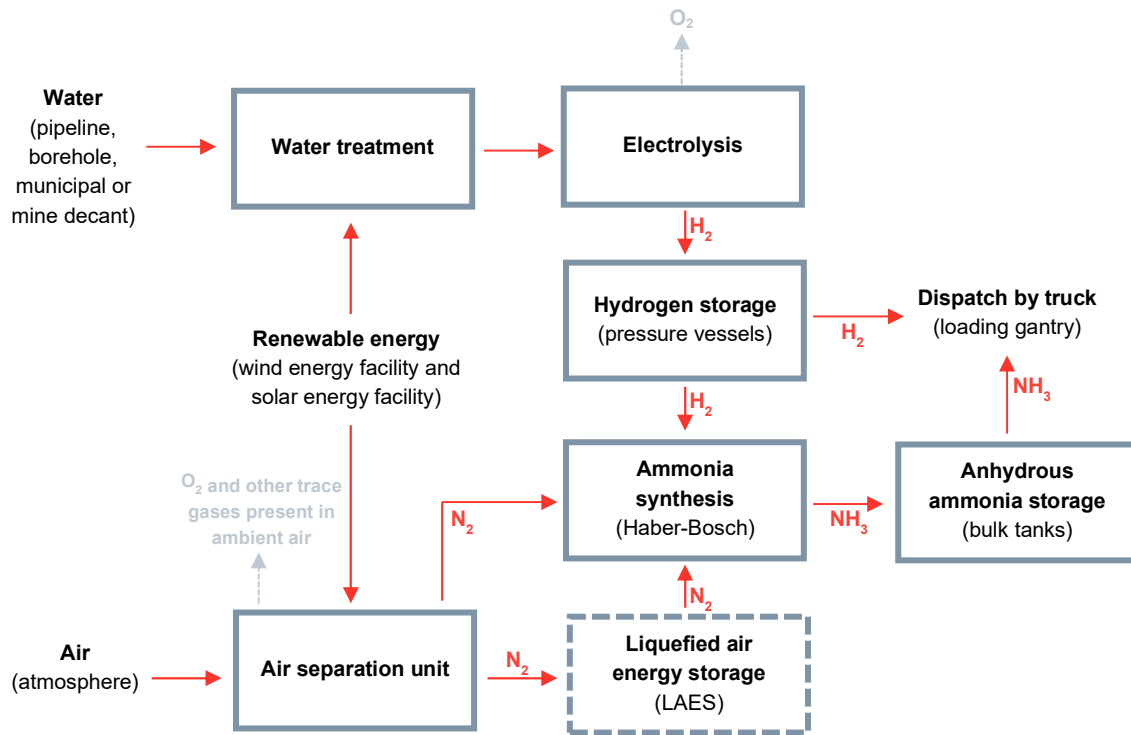 O₂
Water
(pipeline,
borehole,
municipal or
mine decant)
Water treatment
Electrolysis
H₂
Hydrogen storage
(pressure vessels)
H₂
Dispatch by truck
(loading gantry)
Renewable energy
(wind energy facility and
solar energy facility)
H₂
NH₃
O₂ and other trace
gases present in
ambient air
N₂
Ammonia
synthesis
(Haber-Bosch)
NH₃
Anhydrous
ammonia storage
(bulk tanks)
N₂
Air
(atmosphere)
Air separation unit
N₂
Liquefied air
energy storage
(LAES)